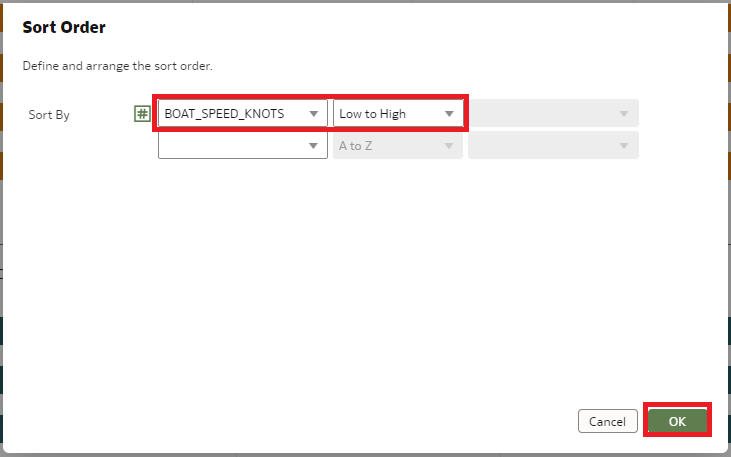 Sort Order
Define and arrange the sort order.
Sort By # BOAT_SPEED_KNOTS Low to High
A to Z
Cancel OK